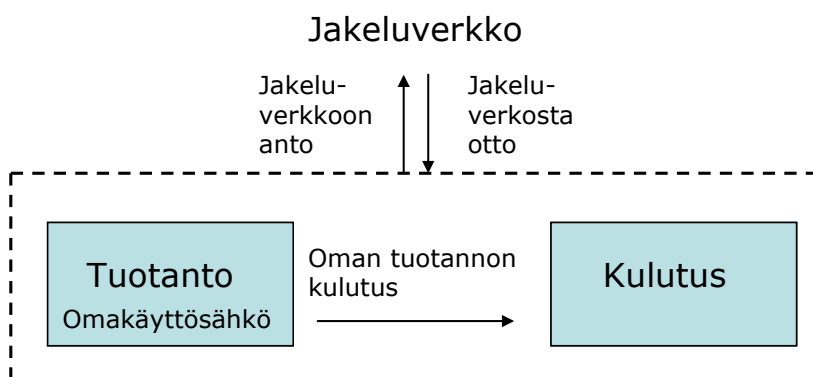 Jakeluverkko
Jakelu-
verkkoon
anto
Jakelu-
verkosta
otto
Tuotanto
Omakäyttösähkö
Oman tuotannon
kulutus
Kulutus